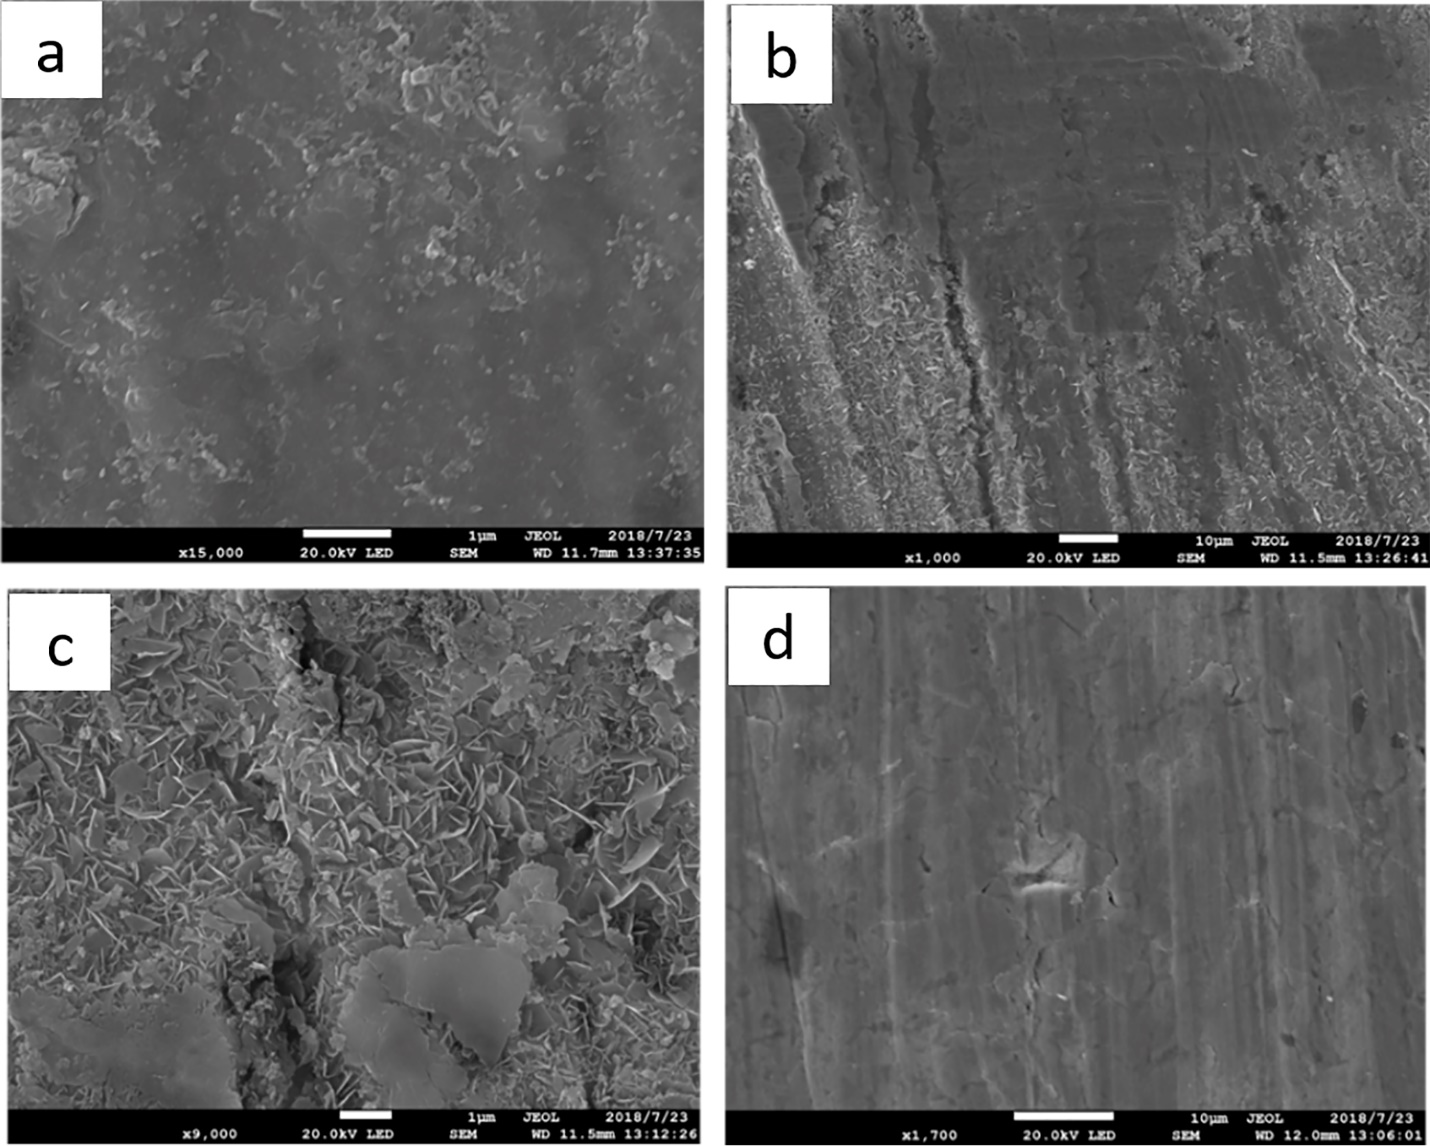 a
1µm JEOL 2018/7/23
x15,000 20.0kV LED SEM WD 11.7mm 13:37:35
b
10µm JEOL 2018/7/23
x1,000 20.0kV LED SEM WD 11.5mm 13:26:41
c
1µm JEOL 2018/7/23
x9,000 20.0kV LED SEM WD 11.5mm 13:12:26
d
10µm JEOL 2018/7/23
x1,700 20.0kV LED SEM WD 12.0mm 13:06:01